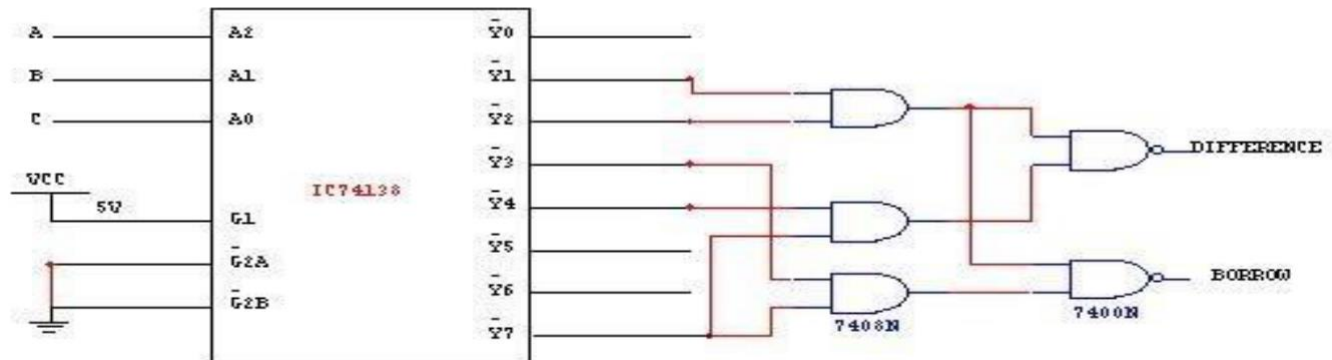 A
B
C
VCC
5V
A2
A1
A0
G1
G2A
G2B
IC74138
Y0
Y1
Y2
Y3
Y4
Y5
Y6
Y7
7408N
7400N
DIFFERENCE
BORROW